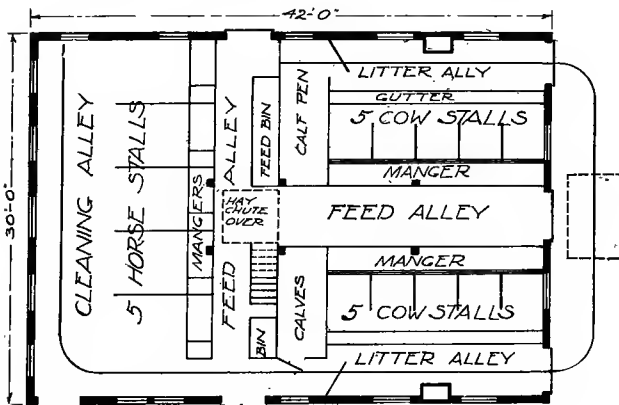 42'-0"
LITTER ALLY
GUTTER
5 COW STALLS
MANGER
CLEANING ALLEY
5 HORSE STALLS
MANGERS
FEED ALLEY
FEED BIN
CALF PEN
HAY
CHUTE
OVER
FEED ALLEY
30'-0"
MANGER
5 COW STALLS
CALVES
BIN
LITTER ALLEY